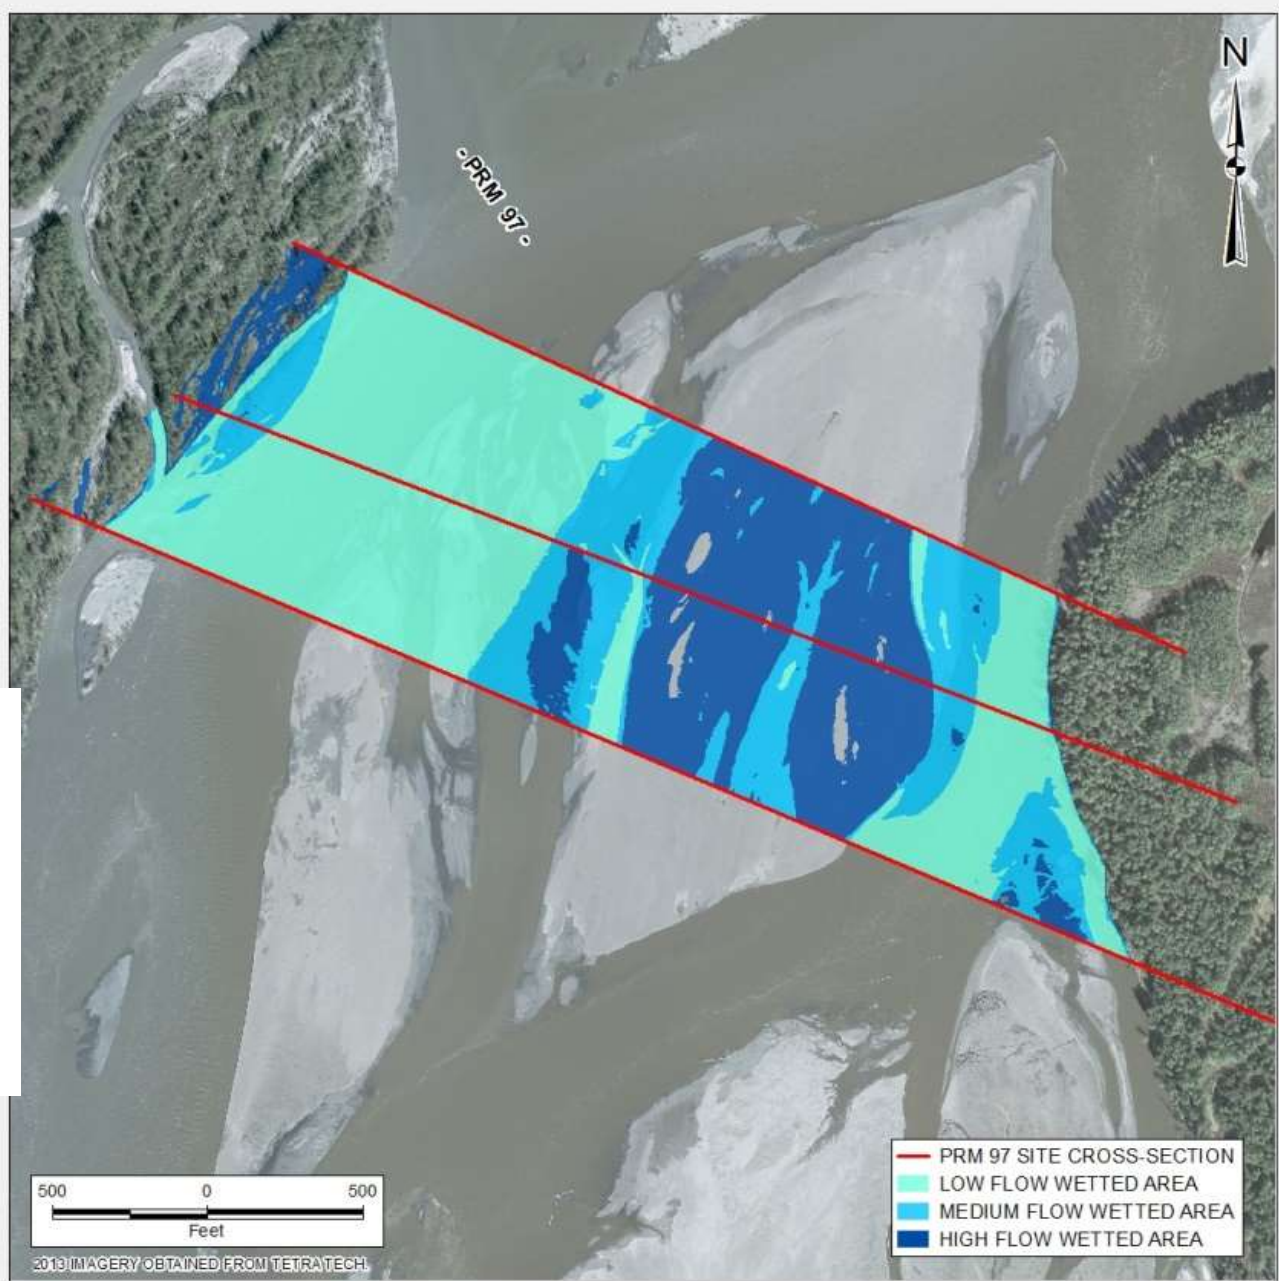 N
- PRM 97 -
PRM 97 SITE CROSS-SECTION
LOW FLOW WETTED AREA
MEDIUM FLOW WETTED AREA
HIGH FLOW WETTED AREA
500 0 500
Feet
2013 IMAGERY OBTAINED FROM TETRATECH.